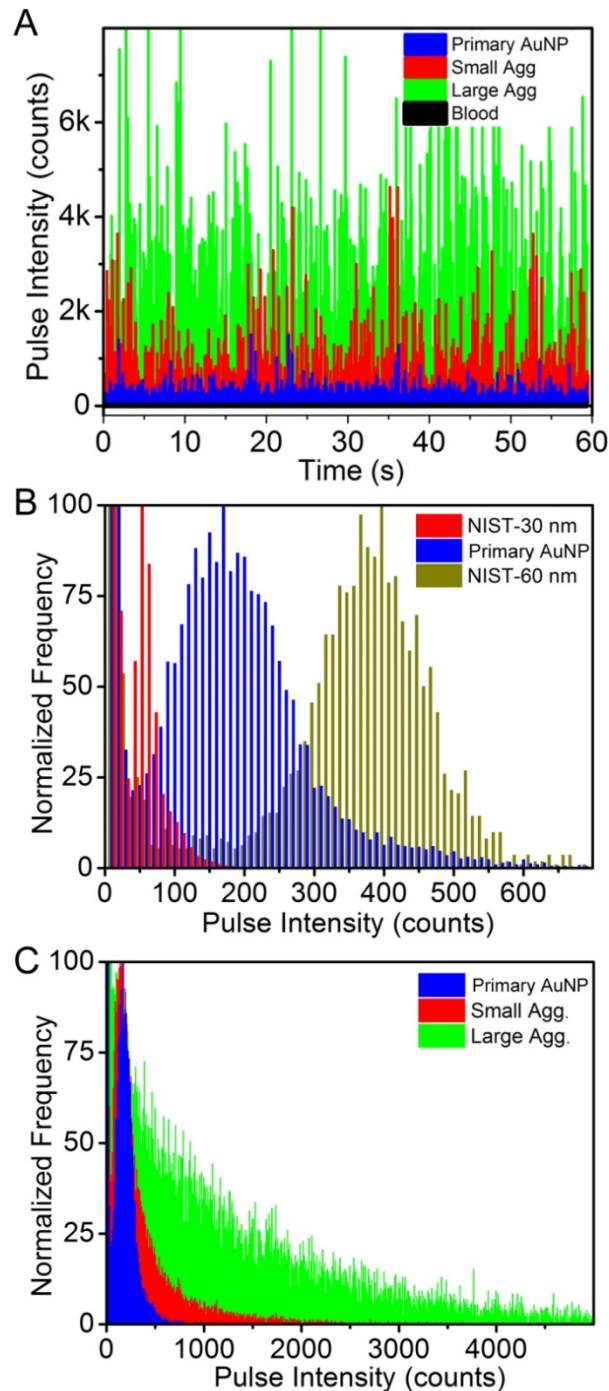 A
Pulse Intensity (counts)
6k
4k
2k
0
Primary AuNP
Small Agg
Large Agg
Blood
0 10 20 30 40 50 60
Time (s)
B
Normalized Frequency
100
75
50
25
0
NIST-30 nm
Primary AuNP
NIST-60 nm
0 100 200 300 400 500 600
Pulse Intensity (counts)
C
Normalized Frequency
100
75
50
25
0
Primary AuNP
Small Agg.
Large Agg.
0 1000 2000 3000 4000
Pulse Intensity (counts)